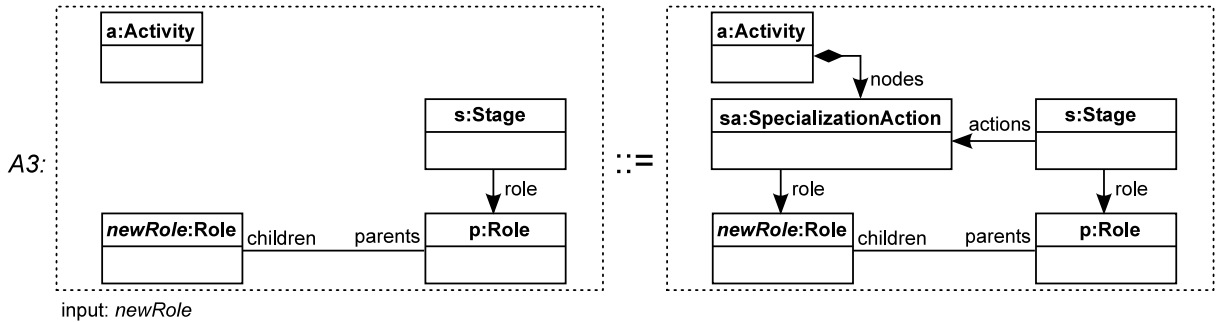 a:Activity
s:Stage
role
newRole:Role
children
parents
p:Role
A3:
::=
a:Activity
nodes
sa:SpecializationAction
actions
s:Stage
role
role
newRole:Role
children
parents
p:Role
input: newRole